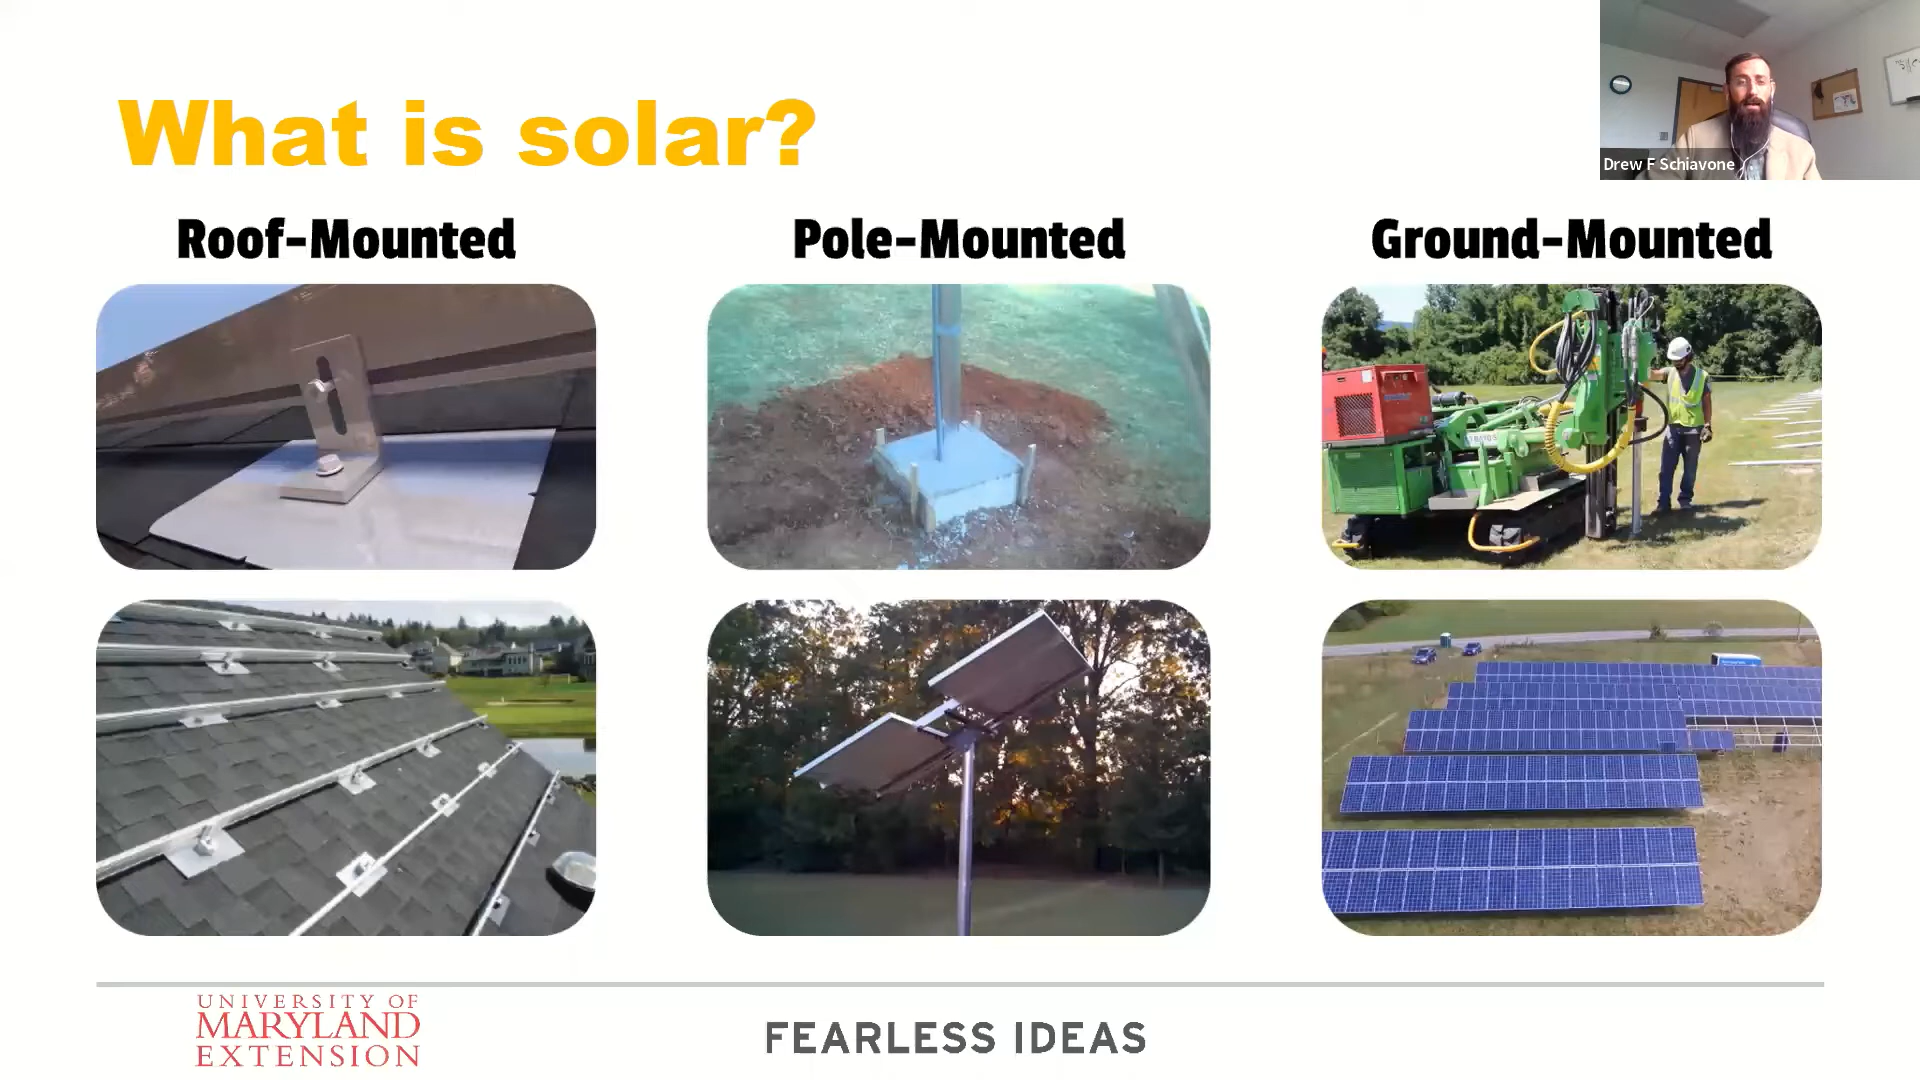 What is solar?
Drew F Schiavone
Roof-Mounted
Pole-Mounted
Ground-Mounted
UNIVERSITY OF
MARYLAND
EXTENSION
FEARLESS IDEAS